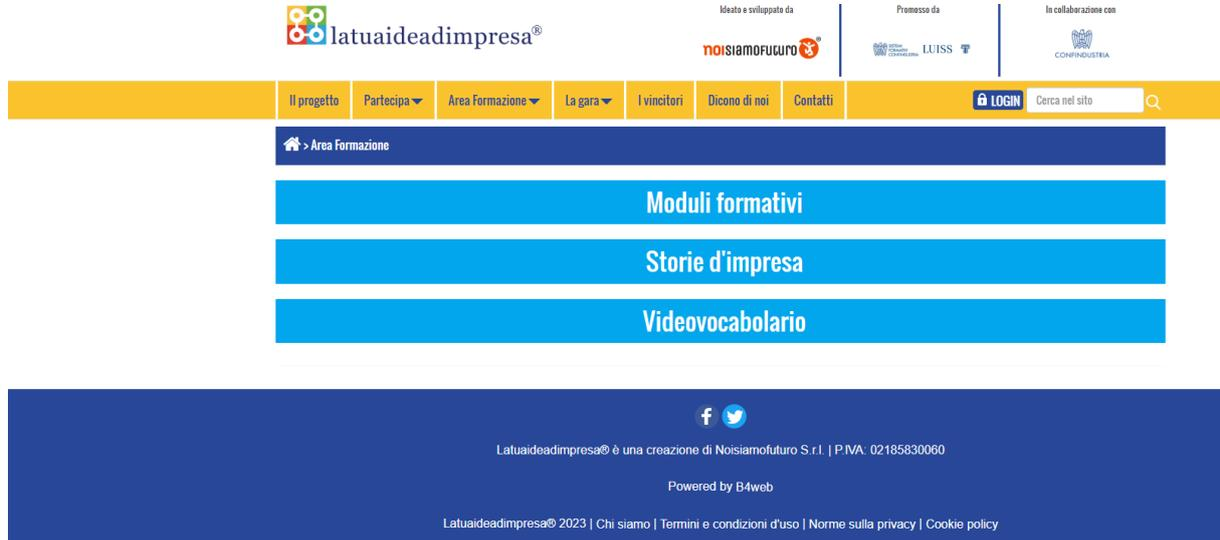 latuaideadimpresa®
Ideato e sviluppato da
Promosso da
In collaborazione con
noisiamofuturo®
LUISS
CONFINDUSTRIA
Il progetto
Partecipa
Area Formazione
La gara
I vincitori
Dicono di noi
Contatti
LOGIN
Cerca nel sito
> Area Formazione
Moduli formativi
Storie d'impresa
Videovocabolario
Latuaideadimpresa® è una creazione di Noisiamofuturo S.r.l. | P.IVA: 02185830060
Powered by B4web
Latuaideadimpresa® 2023 | Chi siamo | Termini e condizioni d'uso | Norme sulla privacy | Cookie policy